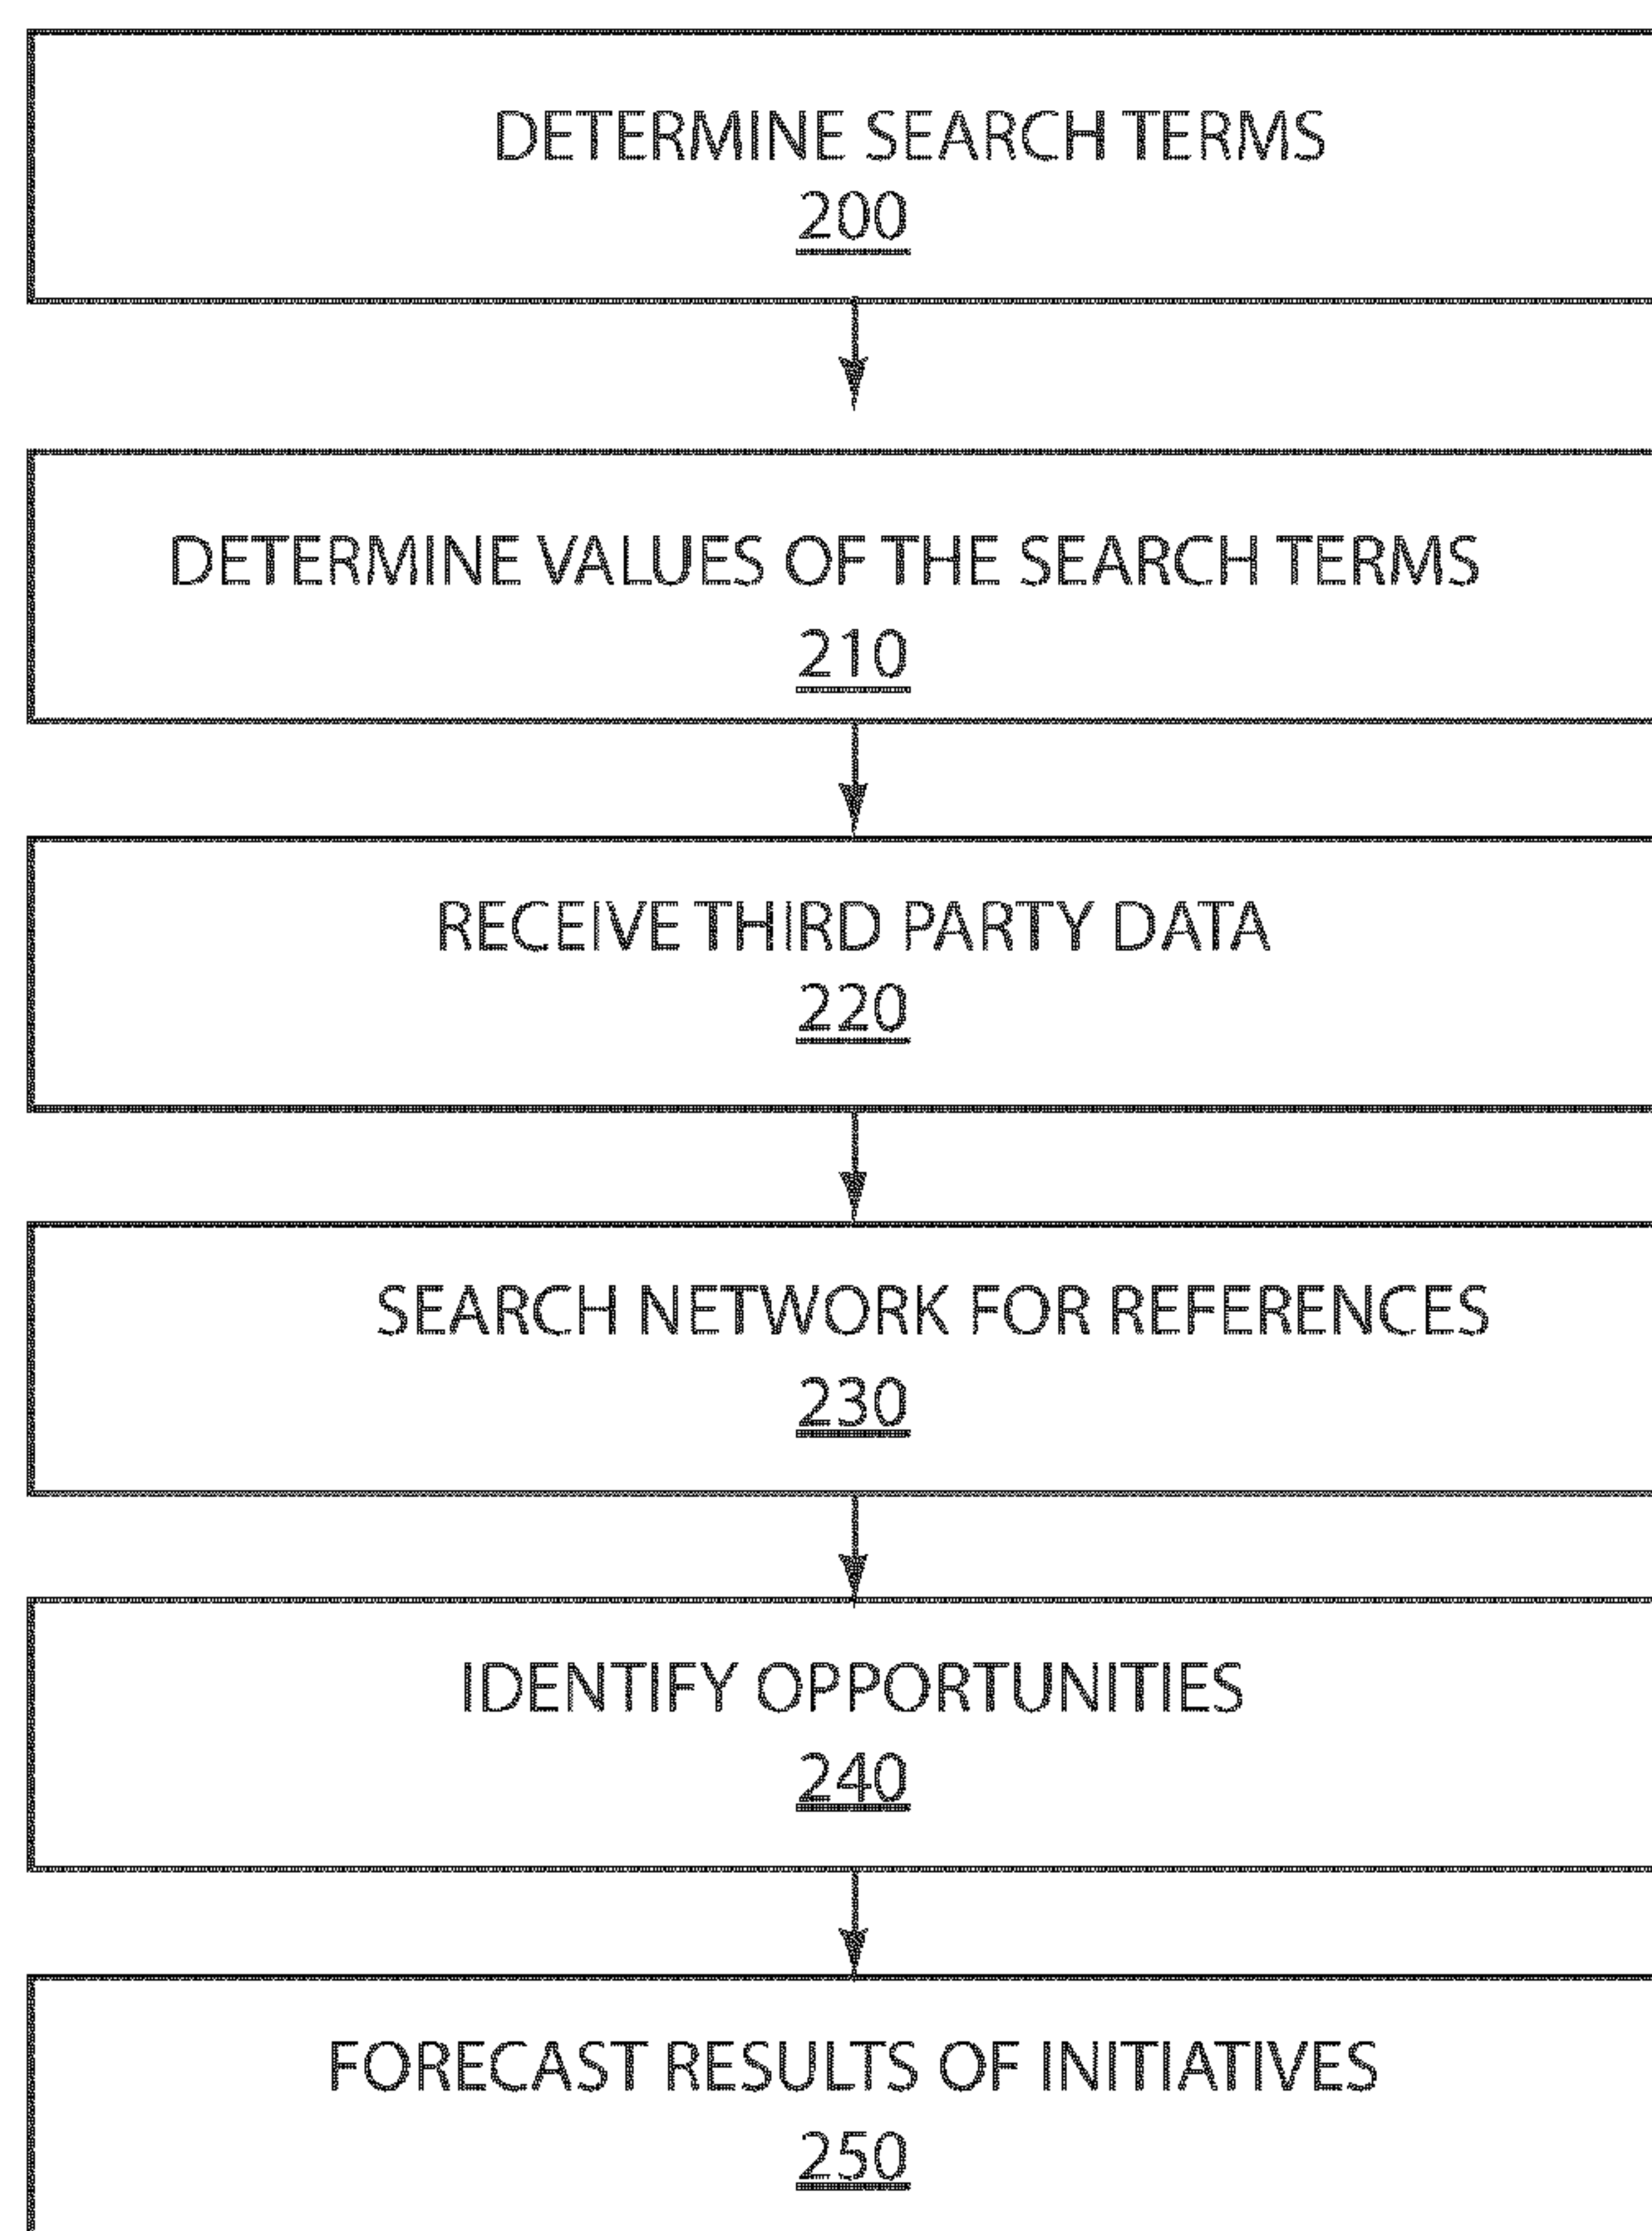 DETERMINE SEARCH TERMS
200
DETERMINE VALUES OF THE SEARCH TERMS
210
RECEIVE THIRD PARTY DATA
220
SEARCH NETWORK FOR REFERENCES
230
IDENTIFY OPPORTUNITIES
240
FORECAST RESULTS OF INITIATIVES
250